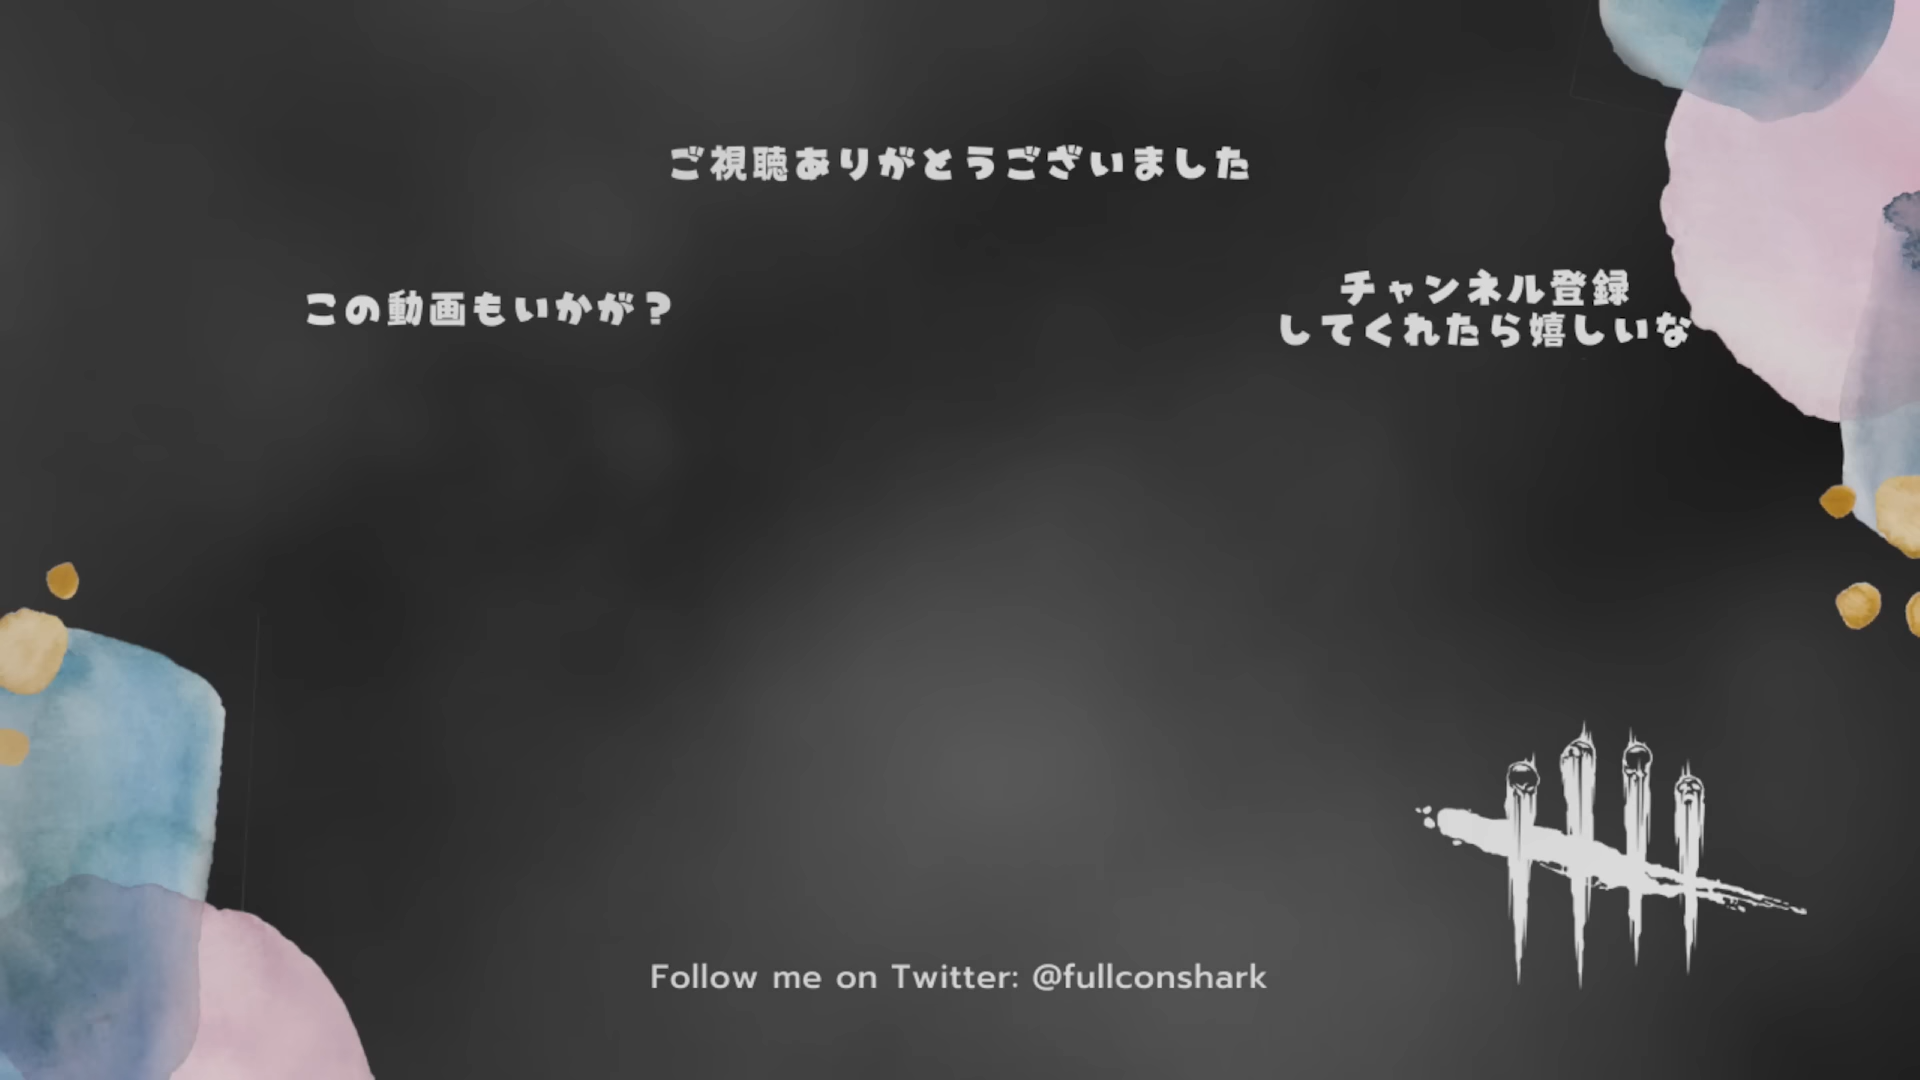 ご視聴ありがとうございました
この動画もいかが？
チャンネル登録
してくれたら嬉しいな
Follow me on Twitter: @fullconshark